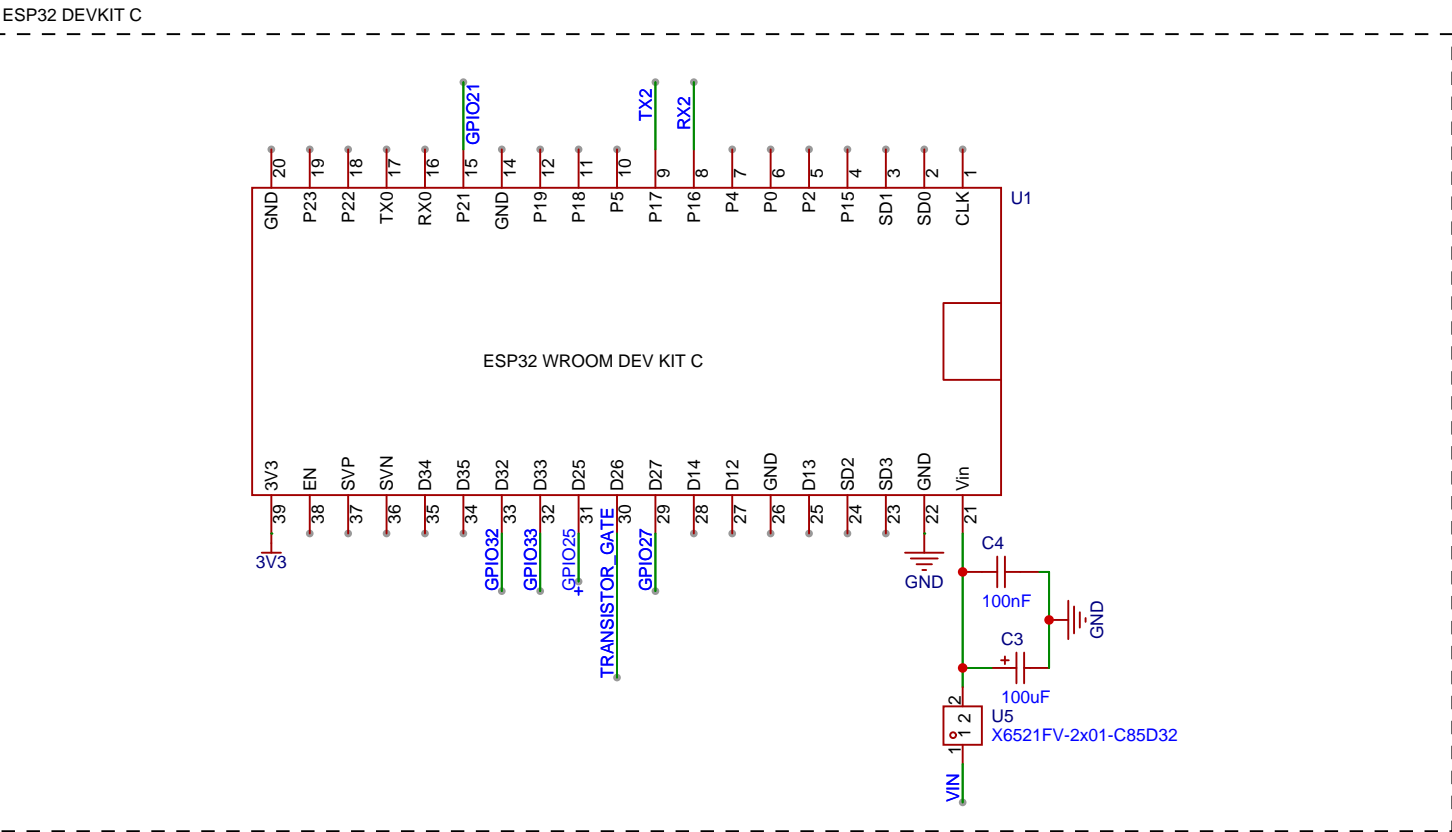 ESP32 DEVKIT C
GPIO21
TX2
RX2
20 19 18 17 16 15 14 12 11 10 9 8 7 6 5 4 3 2 1
GND P23 P22 TX0 RX0 P21 GND P19 P18 P5 P17 P16 P4 P0 P2 P15 SD1 SD0 CLK
U1
ESP32 WROOM DEV KIT C
3V3 EN SVP SVN D34 D35 D32 D33 D25 D26 D27 D14 D12 GND D13 SD2 SD3 GND Vin
39 38 37 36 35 34 33 32 31 30 29 28 27 26 25 24 23 22 21
3V3
GPIO32
GPIO33
GPIO25
+
TRANSISTOR_GATE
GPIO27
GND
C4
100nF
GND
C3
+
100uF
2
U5
1 2
X6521FV-2x01-C85D32
1
VIN